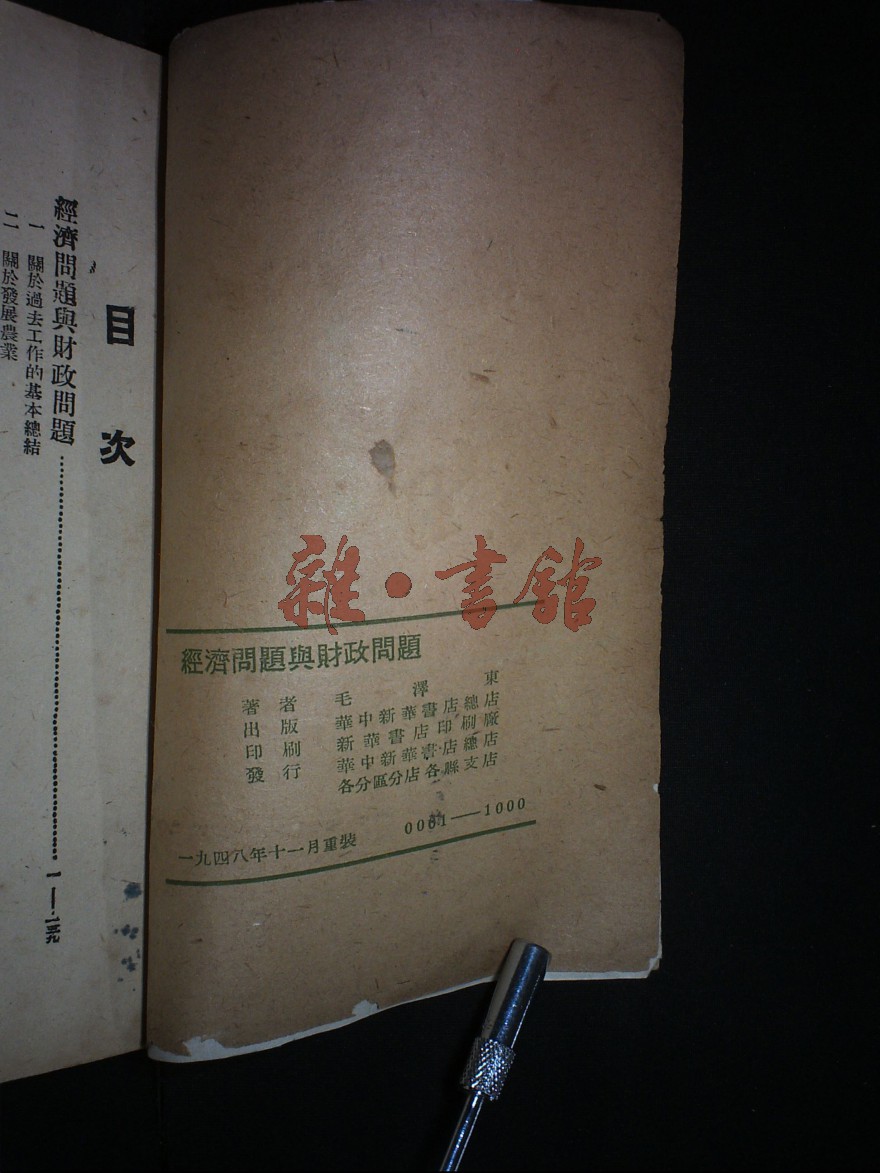 目次
經濟問題與財政問題
一 關於過去工作的基本總結
二 關於發展農業
雜·書館
經濟問題與財政問題
著者 毛澤東
出版 華中新華書店總店
印刷 新華書店印刷廠
發行 華中新華書店總店
各分區分店各縣支店
一九四八年十一月重裝
0001——1000